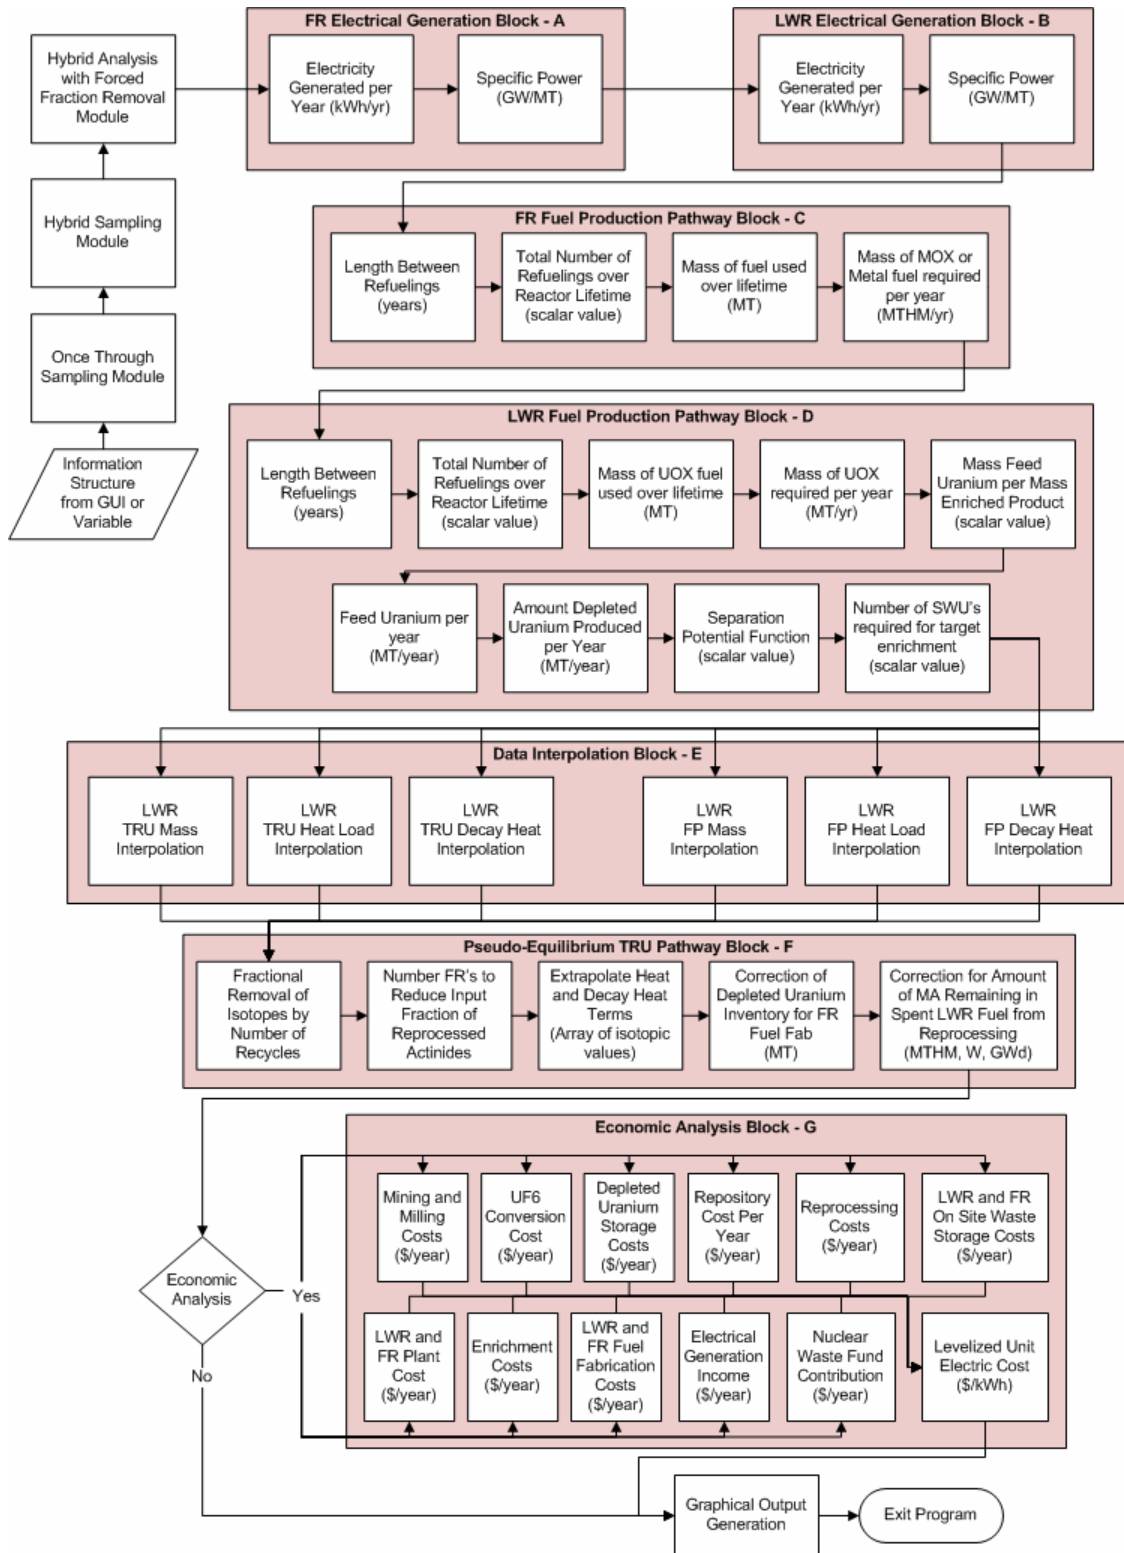 FR Electrical Generation Block - A
LWR Electrical Generation Block - B
Hybrid Analysis
with Forced
Fraction Removal
Module
Electricity
Generated per
Year (kWh/yr)
Specific Power
(GW/MT)
Electricity
Generated per
Year (kWh/yr)
Specific Power
(GW/MT)
Hybrid Sampling
Module
Once Through
Sampling Module
Information
Structure
from GUI or
Variable
FR Fuel Production Pathway Block - C
Length Between
Refuelings
(years)
Total Number of
Refuelings over
Reactor Lifetime
(scalar value)
Mass of fuel used
over lifetime
(MT)
Mass of MOX or
Metal fuel required
per year
(MTHM/yr)
LWR Fuel Production Pathway Block - D
Length Between
Refuelings
(years)
Total Number of
Refuelings over
Reactor Lifetime
(scalar value)
Mass of UOX fuel
used over lifetime
(MT)
Mass of UOX
required per year
(MT/yr)
Mass Feed
Uranium per Mass
Enriched Product
(scalar value)
Feed Uranium per
year
(MT/year)
Amount Depleted
Uranium Produced
per Year
(MT/year)
Separation
Potential Function
(scalar value)
Number of SWU's
required for target
enrichment
(scalar value)
Data Interpolation Block - E
LWR
TRU Mass
Interpolation
LWR
TRU Heat Load
Interpolation
LWR
TRU Decay Heat
Interpolation
LWR
FP Mass
Interpolation
LWR
FP Heat Load
Interpolation
LWR
FP Decay Heat
Interpolation
Pseudo-Equilibrium TRU Pathway Block - F
Fractional
Removal of
Isotopes by
Number of
Recycles
Number FR's to
Reduce Input
Fraction of
Reprocessed
Actinides
Extrapolate Heat
and Decay Heat
Terms
(Array of isotopic
values)
Correction of
Depleted Uranium
Inventory for FR
Fuel Fab
(MT)
Correction for Amount
of MA Remaining in
Spent LWR Fuel from
Reprocessing
(MTHM, W, GWd)
Economic Analysis Block - G
Mining and
Milling
Costs
($/year)
UF6
Conversion
Cost
($/year)
Depleted
Uranium
Storage
Costs
($/year)
Repository
Cost Per
Year
($/year)
Reprocessing
Costs
($/year)
LWR and FR
On Site Waste
Storage Costs
($/year)
Economic
Analysis
Yes
No
LWR and
FR Plant
Cost
($/year)
Enrichment
Costs
($/year)
LWR and
FR Fuel
Fabrication
Costs
($/year)
Electrical
Generation
Income
($/year)
Nuclear
Waste Fund
Contribution
($/year)
Levelized Unit
Electric Cost
($/kWh)
Graphical Output
Generation
Exit Program